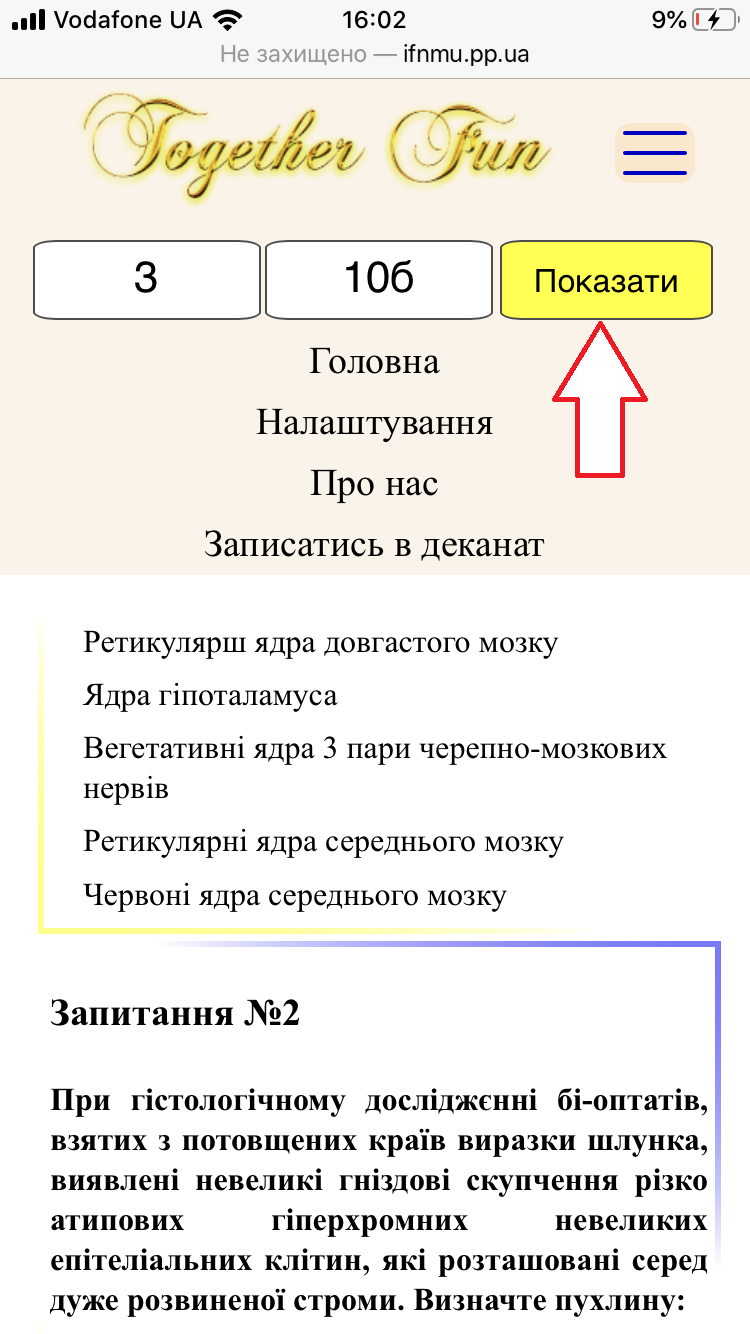 Vodafone UA 16:02 9%
Не захищено — ifnmu.pp.ua
Together Fun
3 10б Показати
Головна
Налаштування
Про нас
Записатись в деканат
Ретикулярш ядра довгастого мозку
Ядра гіпоталамуса
Вегетативні ядра 3 пари черепно-мозкових
нервів
Ретикулярні ядра середнього мозку
Червоні ядра середнього мозку
Запитання №2
При гістологічному досліджєнні бі-оптатів,
взятих з потовщених країв виразки шлунка,
виявлені невеликі гніздові скупчення різко
атипових гіперхромних невеликих
епітеліальних клітин, які розташовані серед
дуже розвиненої строми. Визначте пухлину: